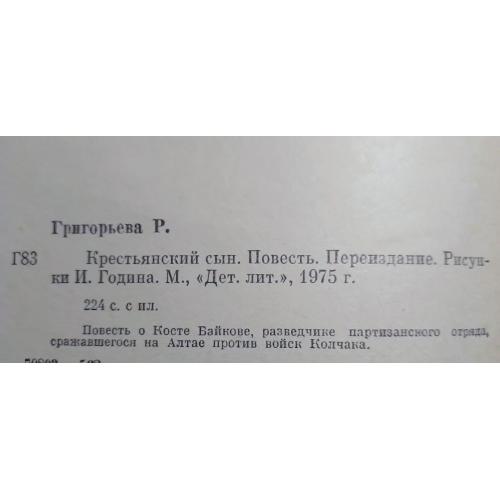 Григорьева Р.
Г83 Крестьянский сын. Повесть. Переиздание. Рисун-
ки И. Година. М., «Дет. лит.», 1975 г.
224 с. с ил.
Повесть о Косте Байкове, разведчике партизанского отряда,
сражавшегося на Алтае против войск Колчака.